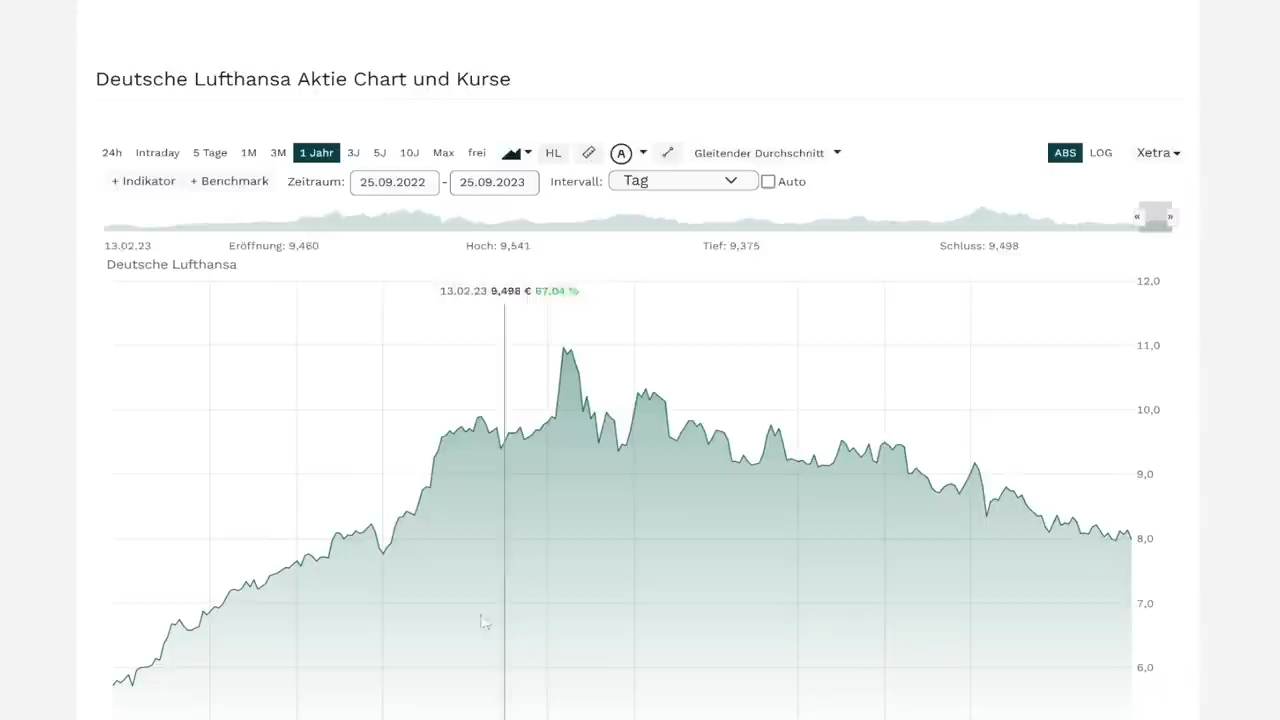 Deutsche Lufthansa Aktie Chart und Kurse
24h Intraday 5 Tage 1M 3M 1 Jahr 3J 5J 10J Max frei HL A Gleitender Durchschnitt ABS LOG Xetra
+ Indikator + Benchmark Zeitraum: 25.09.2022 - 25.09.2023 Intervall: Tag Auto
« »
13.02.23 Eröffnung: 9,460 Hoch: 9,541 Tief: 9,375 Schluss: 9,498
Deutsche Lufthansa
13.02.23 9,498 € 67,04 %
12,0
11,0
10,0
9,0
8,0
7,0
6,0